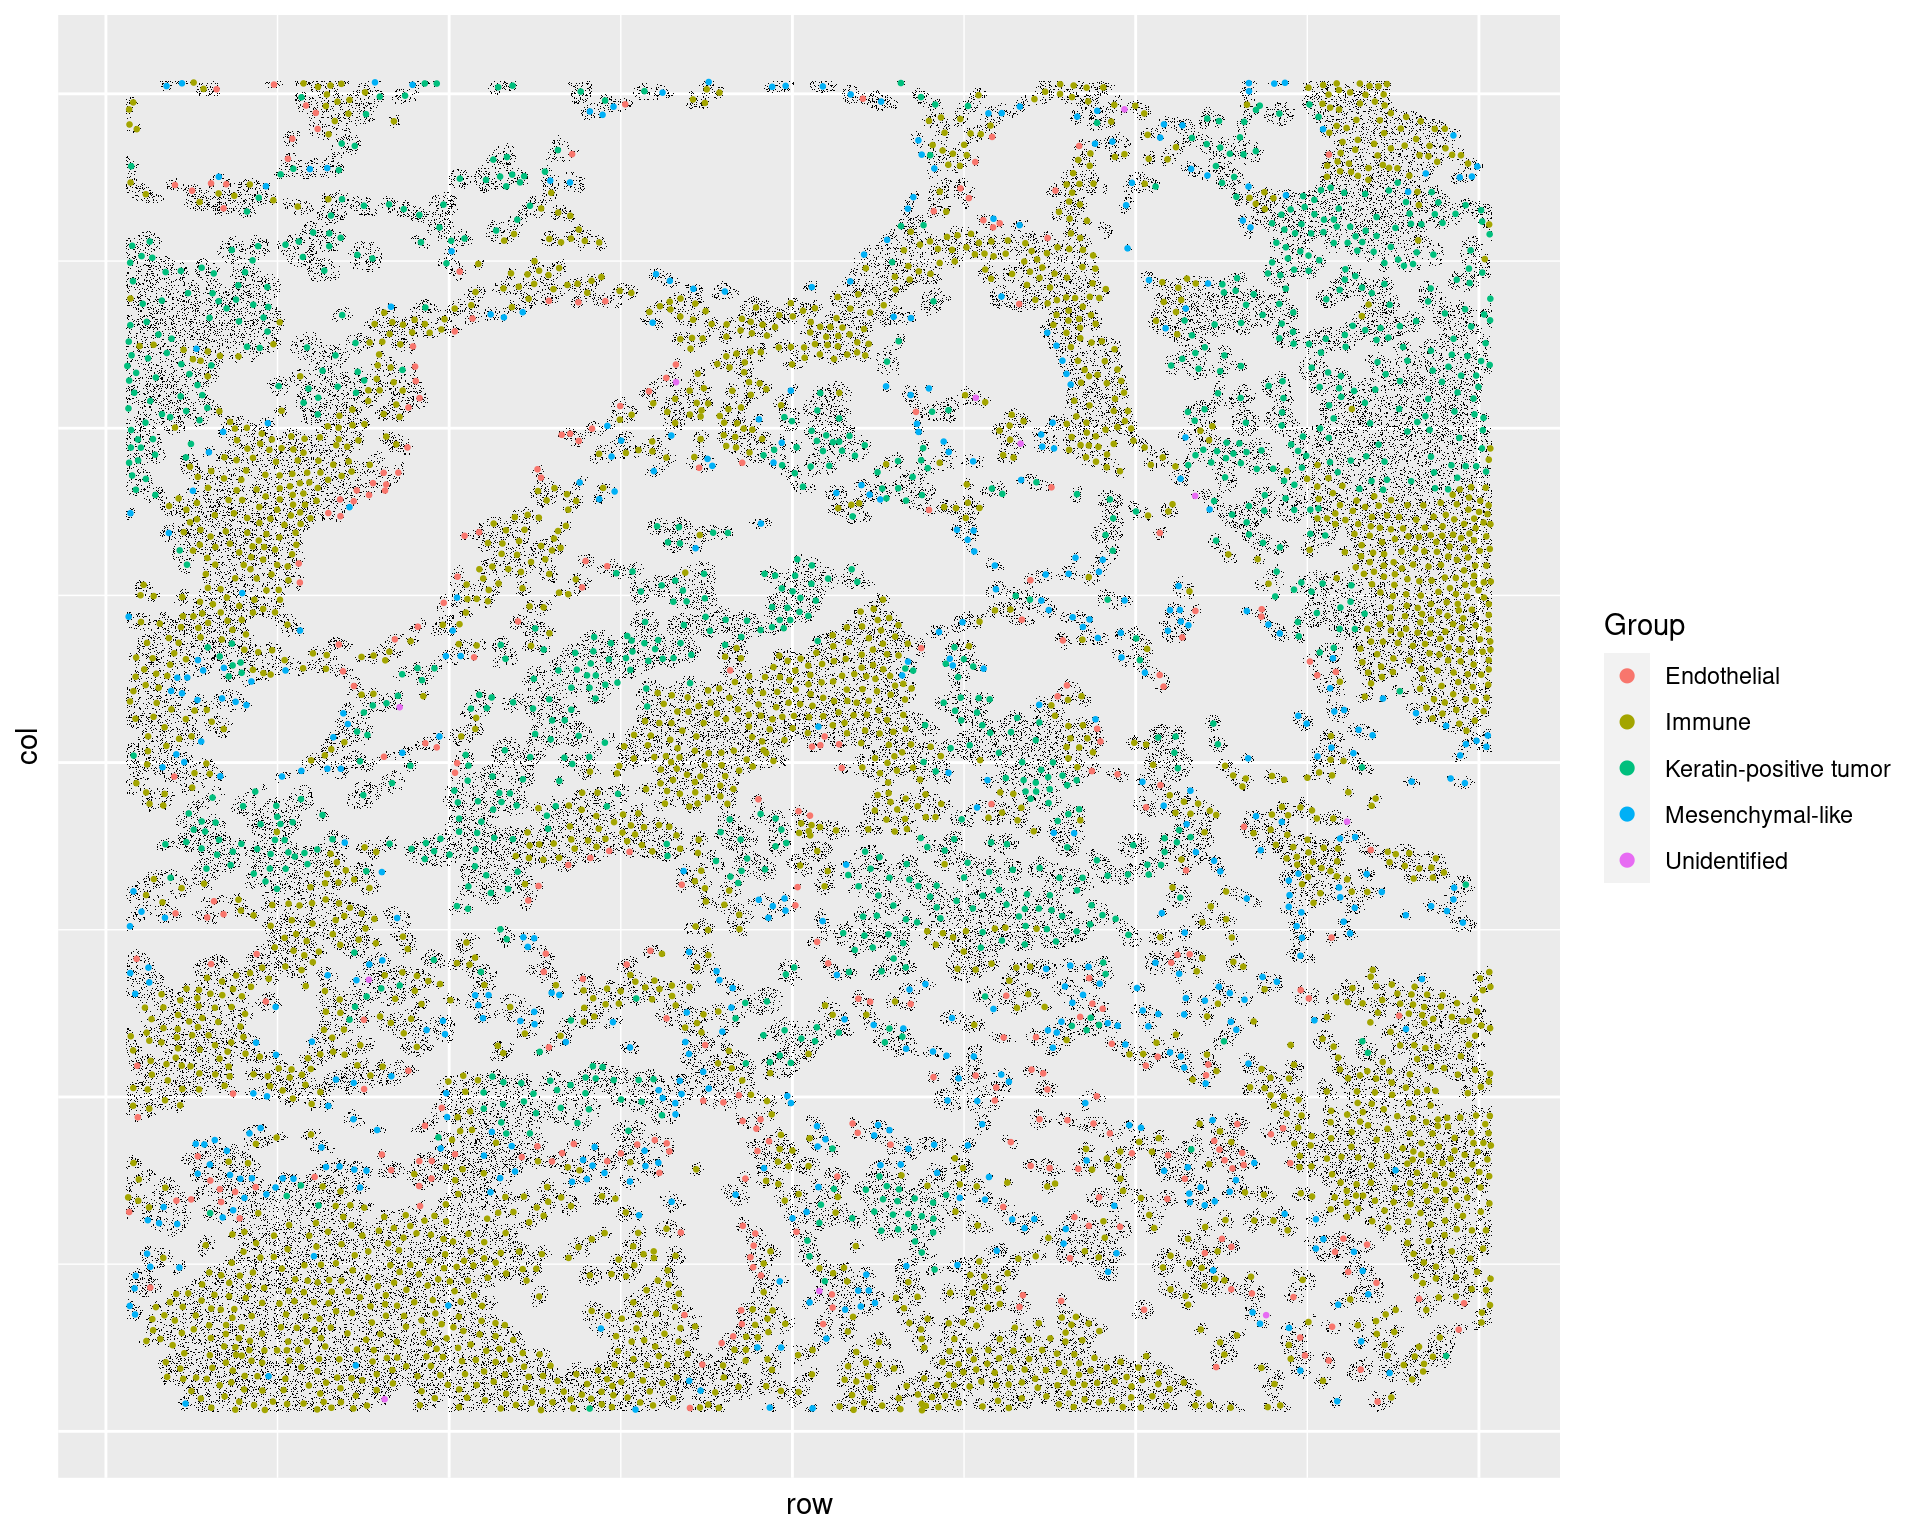 col
row
Group
Endothelial
Immune
Keratin-positive tumor
Mesenchymal-like
Unidentified